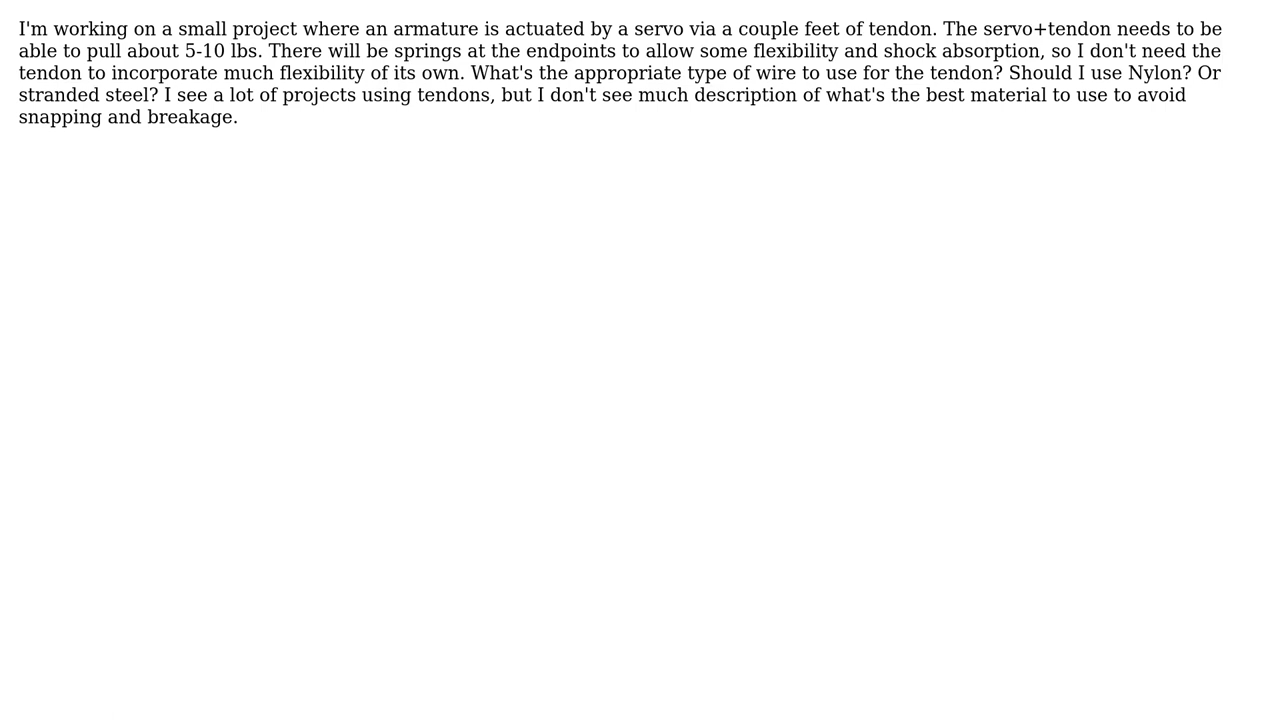 I'm working on a small project where an armature is actuated by a servo via a couple feet of tendon. The servo+tendon needs to be
able to pull about 5-10 lbs. There will be springs at the endpoints to allow some flexibility and shock absorption, so I don't need the
tendon to incorporate much flexibility of its own. What's the appropriate type of wire to use for the tendon? Should I use Nylon? Or
stranded steel? I see a lot of projects using tendons, but I don't see much description of what's the best material to use to avoid
snapping and breakage.